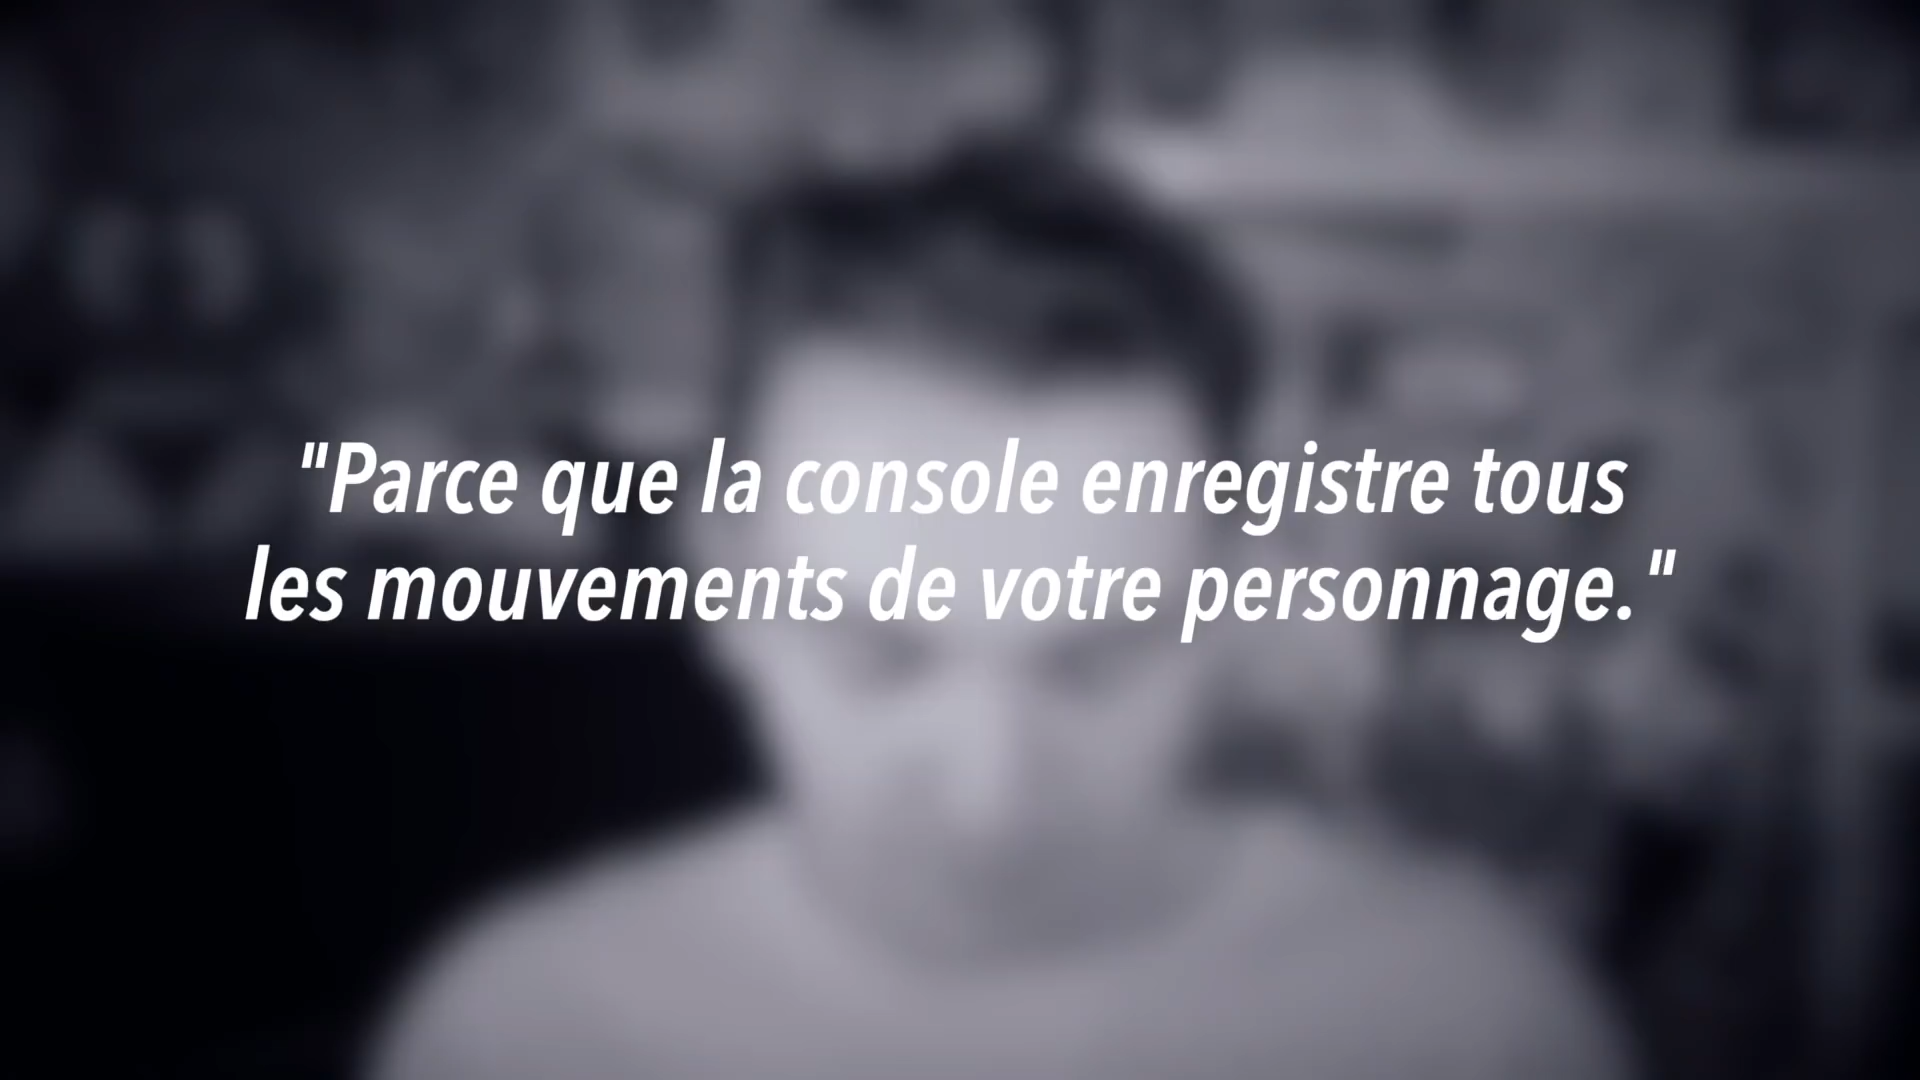 "Parce que la console enregistre tous
les mouvements de votre personnage."